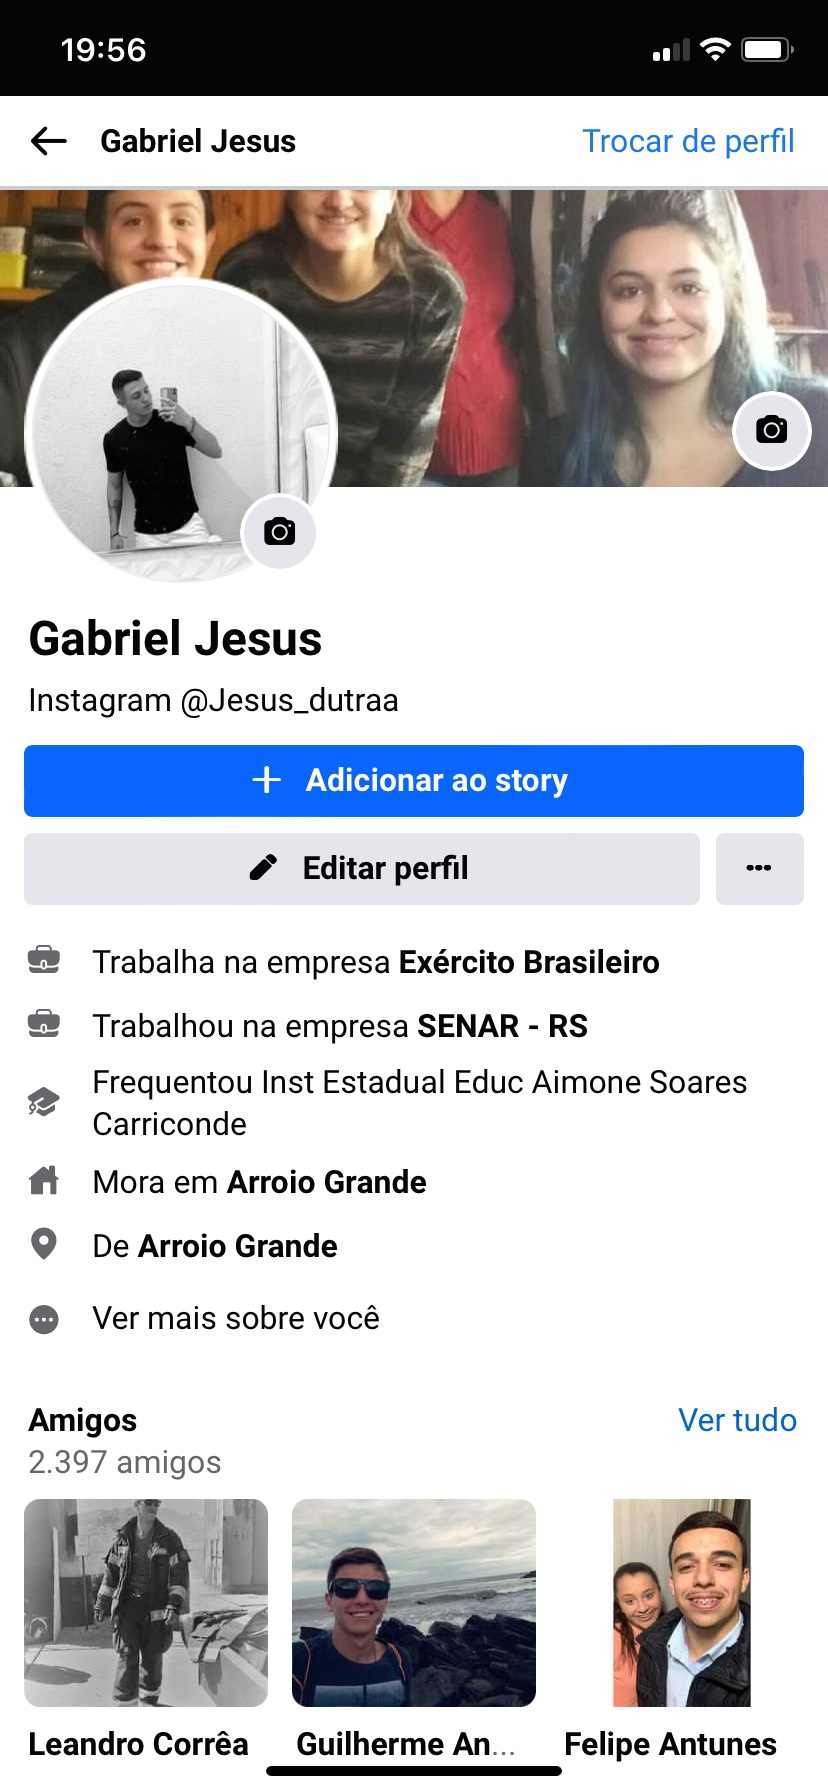 19:56
Gabriel Jesus
Trocar de perfil
Gabriel Jesus
Instagram @Jesus_dutraa
Adicionar ao story
Editar perfil
Trabalha na empresa Exército Brasileiro
Trabalhou na empresa SENAR - RS
Frequentou Inst Estadual Educ Aimone Soares
Carriconde
Mora em Arroio Grande
De Arroio Grande
Ver mais sobre você
Amigos
Ver tudo
2.397 amigos
Leandro Corrêa
Guilherme An...
Felipe Antunes